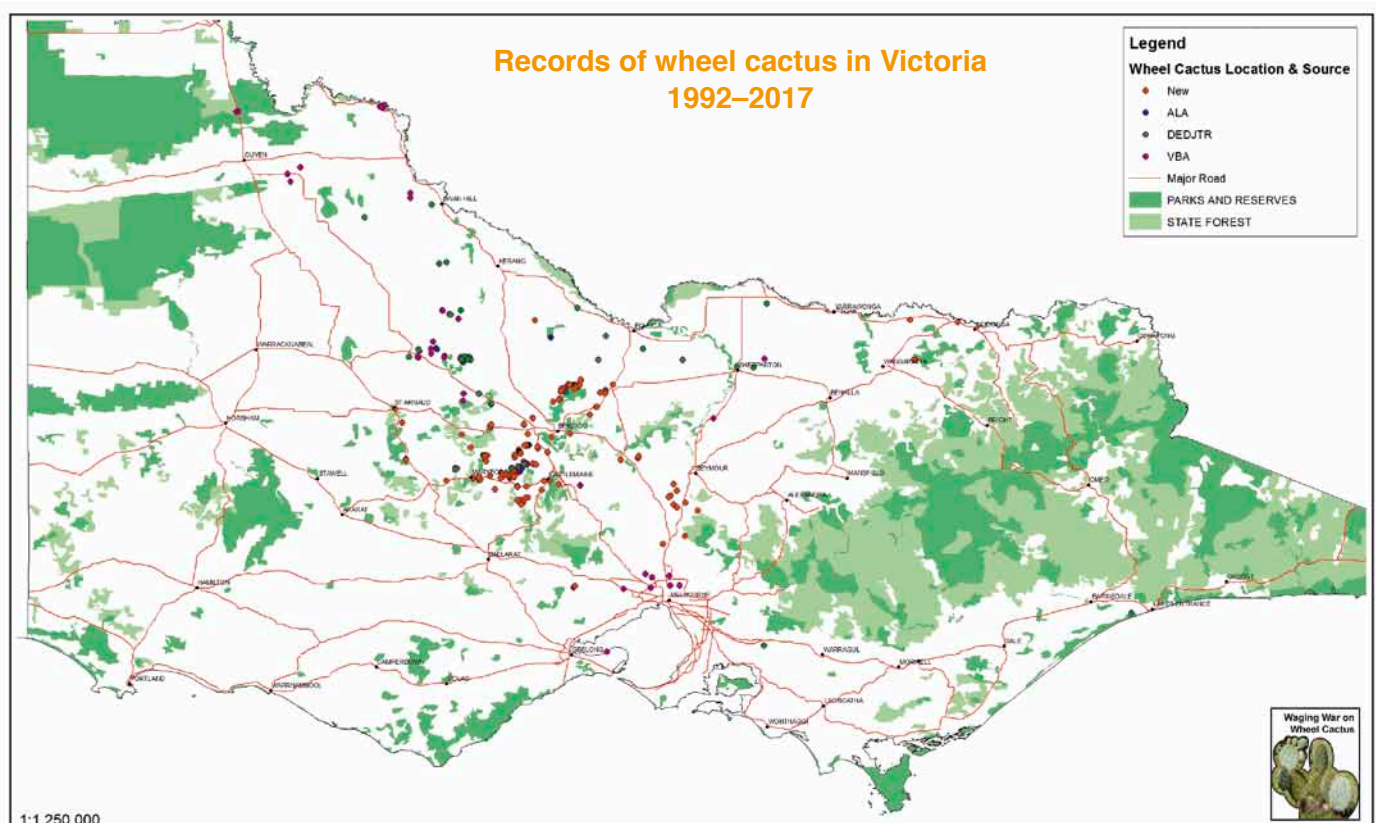 Records of wheel cactus in Victoria
1992–2017
Legend
Wheel Cactus Location & Source
New
ALA
DEDJTR
VBA
Major Road
PARKS AND RESERVES
STATE FOREST
OUYEN
SWAN HILL
KERANG
YARRAWONGA
WODONGA
WARRACKNABEAL
SHEPPARTON
WANGARATTA
BENALLA
ST ARNAUD
HORSHAM
BENDIGO
BRIGHT
STAWELL
CASTLEMAINE
SEYMOUR
MANSFIELD
OMEO
ALEXANDRA
ARARAT
BALLARAT
HAMILTON
MELBOURNE
ORBOST
BAIRNSDALE
LAKES ENTRANCE
GEELONG
SALE
WARRAGUL
MORWELL
CAMPERDOWN
COLAC
PORTLAND
WARRNAMBOOL
LEONGATHA
WONTHAGGI
Waging War on
Wheel Cactus
1:1 250 000